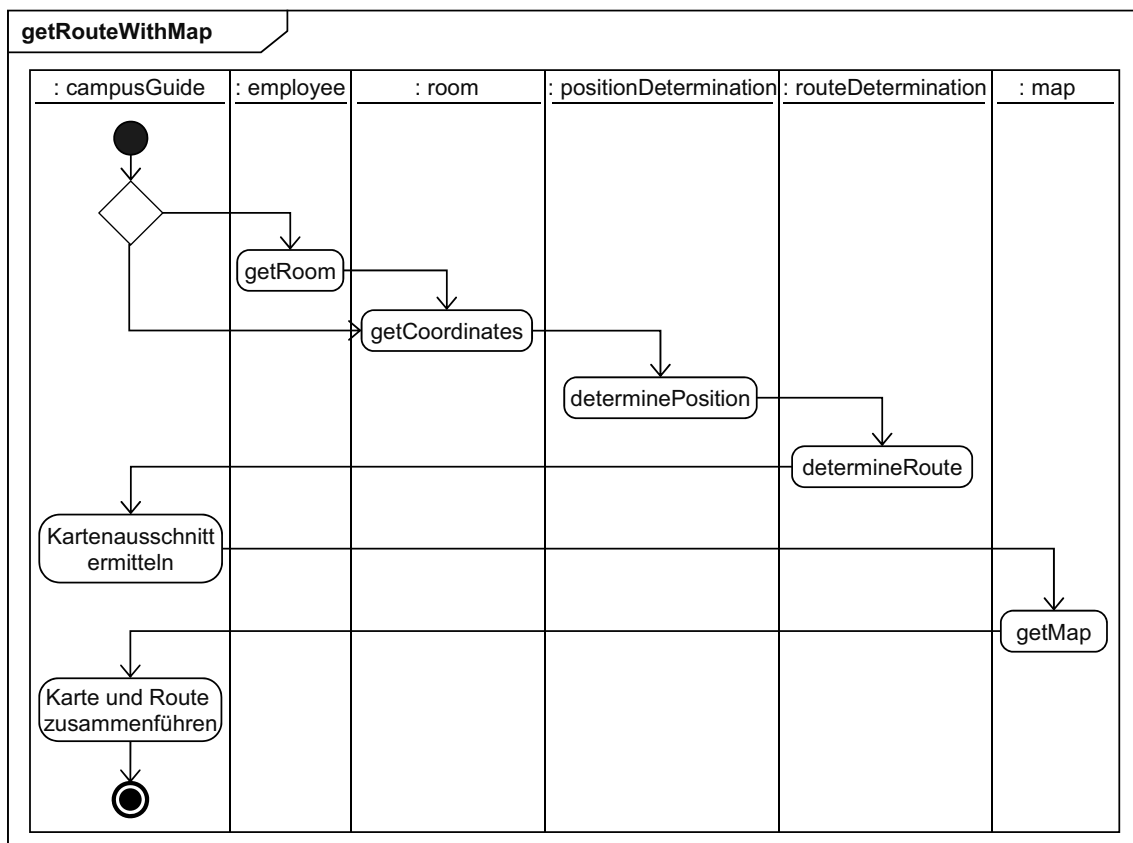 getRouteWithMap
: campusGuide
: employee
: room
: positionDetermination
: routeDetermination
: map
getRoom
getCoordinates
determinePosition
determineRoute
Kartenausschnitt
ermitteln
getMap
Karte und Route
zusammenführen